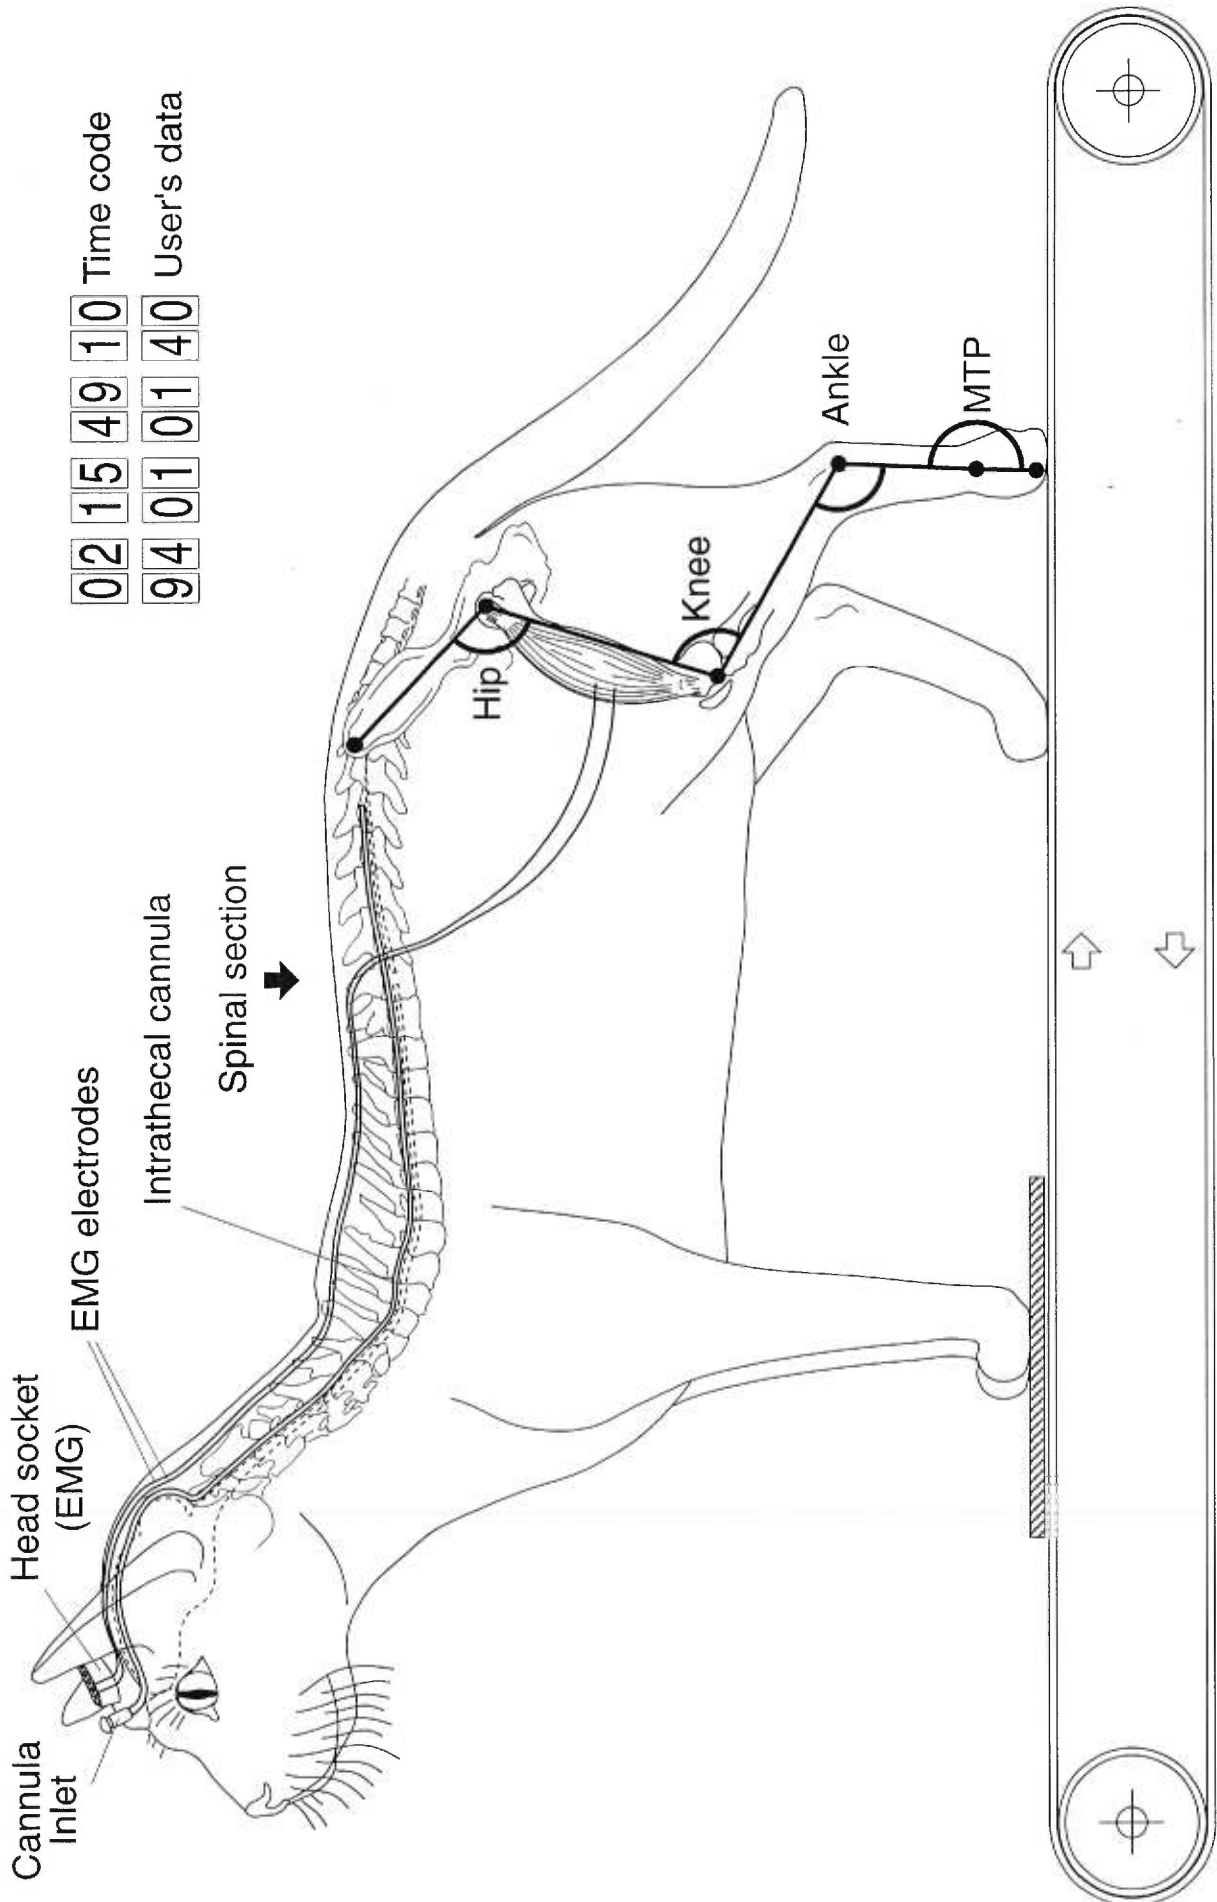 Cannula
Inlet
Head socket
(EMG)
EMG electrodes
Intrathecal cannula
Spinal section
02 15 49 10 Time code
94 01 01 40 User's data
Hip
Knee
Ankle
MTP